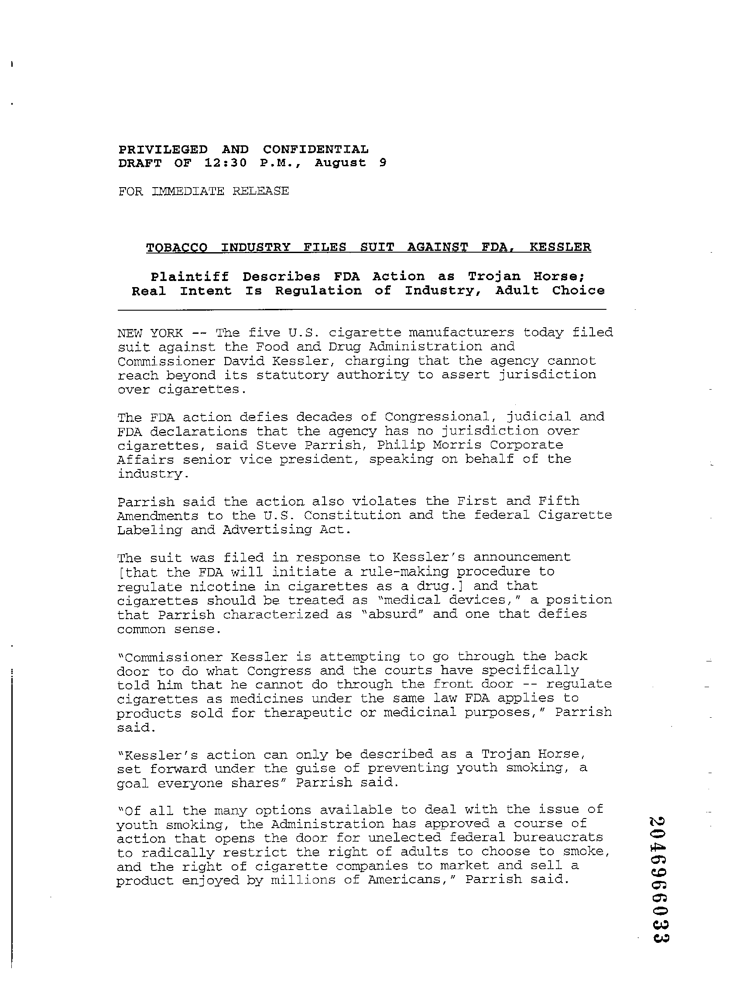 PRIVILEGED AND CONFIDENTIAL
DRAFT OF 12:30 P.M., August 9
FOR IMMEDIATE RELEASE
TOBACCO INDUSTRY FILES SUIT AGAINST FDA, KESSLER
Plaintiff Describes FDA Action as Trojan Horse;
Real Intent Is Regulation of Industry, Adult Choice
NEW YORK -- The five U.S. cigarette manufacturers today filed
suit against the Food and Drug Administration and
Commissioner David Kessler, charging that the agency cannot
reach beyond its statutory authority to assert jurisdiction
over cigarettes.
The FDA action defies decades of Congressional, judicial and
FDA declarations that the agency has no jurisdiction over
cigarettes, said Steve Parrish, Philip Morris Corporate
Affairs senior vice president, speaking on behalf of the
industry.
Parrish said the action also violates the First and Fifth
Amendments to the U.S. Constitution and the federal Cigarette
Labeling and Advertising Act.
The suit was filed in response to Kessler's announcement
[that the FDA will initiate a rule-making procedure to
regulate nicotine in cigarettes as a drug.] and that
cigarettes should be treated as "medical devices," a position
that Parrish characterized as "absurd" and one that defies
common sense.
"Commissioner Kessler is attempting to go through the back
door to do what Congress and the courts have specifically
told him that he cannot do through the front door -- regulate
cigarettes as medicines under the same law FDA applies to
products sold for therapeutic or medicinal purposes," Parrish
said.
"Kessler's action can only be described as a Trojan Horse,
set forward under the guise of preventing youth smoking, a
goal everyone shares" Parrish said.
"Of all the many options available to deal with the issue of
youth smoking, the Administration has approved a course of
action that opens the door for unelected federal bureaucrats
to radically restrict the right of adults to choose to smoke,
and the right of cigarette companies to market and sell a
product enjoyed by millions of Americans," Parrish said.
2046966033